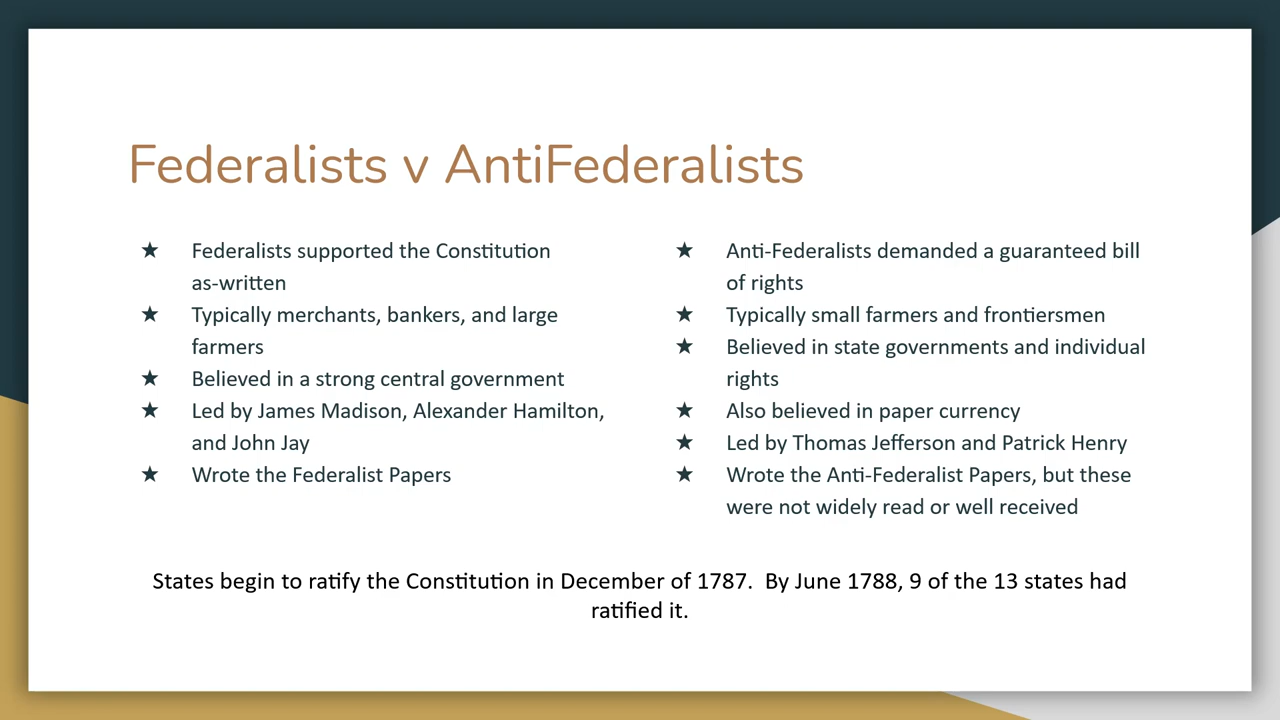 Federalists v AntiFederalists
★ Federalists supported the Constitution
as-written
★ Typically merchants, bankers, and large
farmers
★ Believed in a strong central government
★ Led by James Madison, Alexander Hamilton,
and John Jay
★ Wrote the Federalist Papers
★ Anti-Federalists demanded a guaranteed bill
of rights
★ Typically small farmers and frontiersmen
★ Believed in state governments and individual
rights
★ Also believed in paper currency
★ Led by Thomas Jefferson and Patrick Henry
★ Wrote the Anti-Federalist Papers, but these
were not widely read or well received
States begin to ratify the Constitution in December of 1787.  By June 1788, 9 of the 13 states had
ratified it.